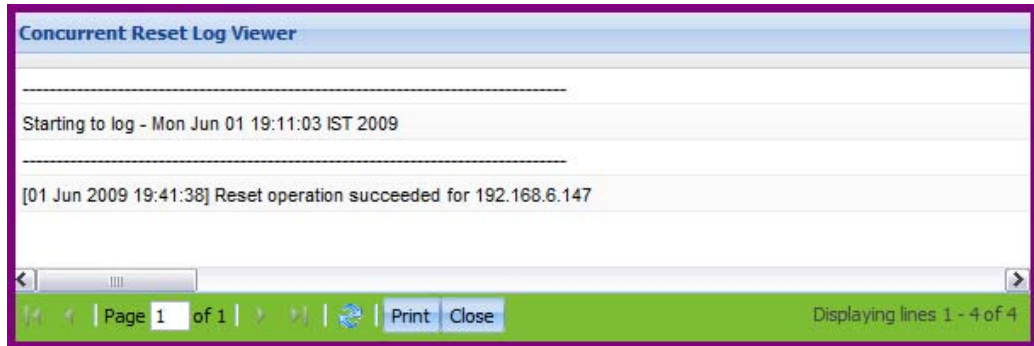 Concurrent Reset Log Viewer
--------------------------------------------------------------------------------
Starting to log - Mon Jun 01 19:11:03 IST 2009
--------------------------------------------------------------------------------
[01 Jun 2009 19:41:38] Reset operation succeeded for 192.168.6.147
Page 1 of 1 Print Close Displaying lines 1 - 4 of 4